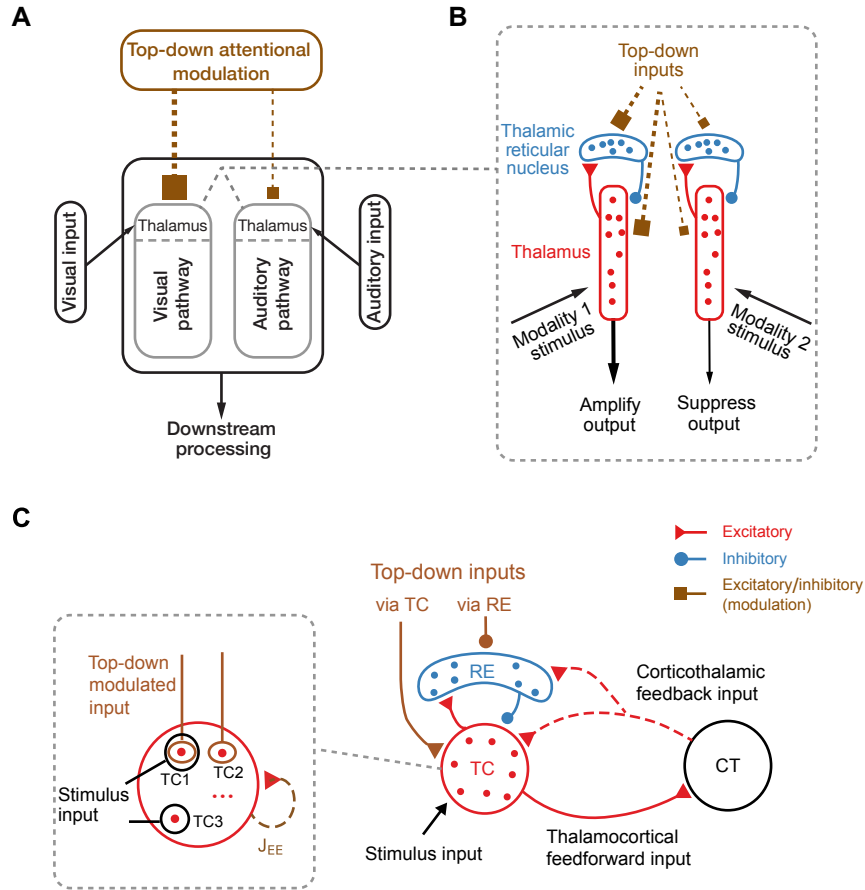 A
Top-down attentional
modulation
Visual input
Thalamus
Visual
pathway
Thalamus
Auditory
pathway
Auditory input
Downstream
processing
B
Top-down
inputs
Thalamic
reticular
nucleus
Thalamus
Modality 1
stimulus
Modality 2
stimulus
Amplify
output
Suppress
output
C
Excitatory
Inhibitory
Excitatory/inhibitory
(modulation)
Top-down inputs
via TC
via RE
RE
TC
CT
Corticothalamic
feedback input
Thalamocortical
feedforward input
Stimulus input
Top-down
modulated
input
TC1
TC2
...
Stimulus
input
TC3
JEE